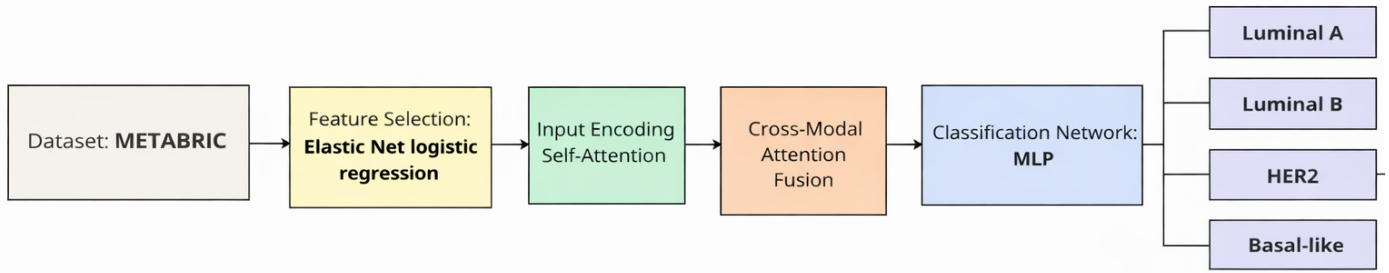 Dataset: METABRIC
Feature Selection:
Elastic Net logistic
regression
Input Encoding
Self-Attention
Cross-Modal
Attention
Fusion
Classification Network:
MLP
Luminal A
Luminal B
HER2
Basal-like